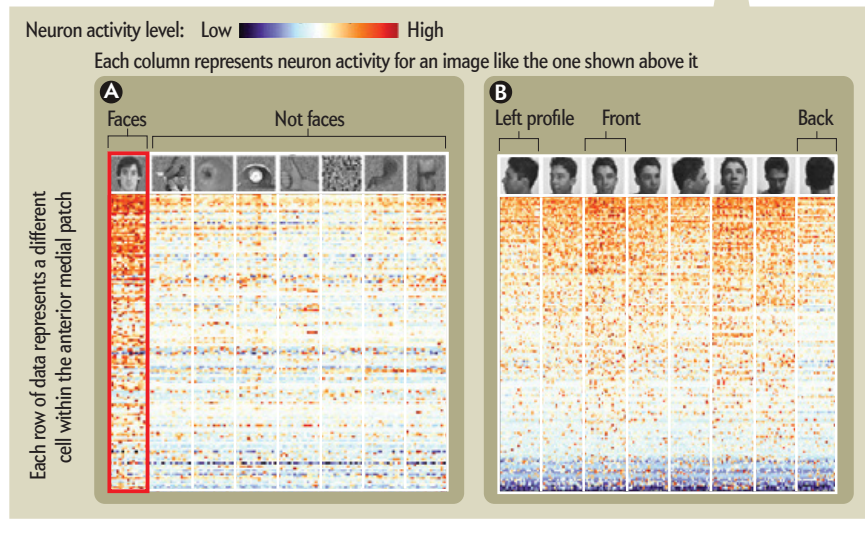 Neuron activity level: Low High
Each column represents neuron activity for an image like the one shown above it
A
Faces Not faces
B
Left profile Front Back
Each row of data represents a different
cell within the anterior medial patch